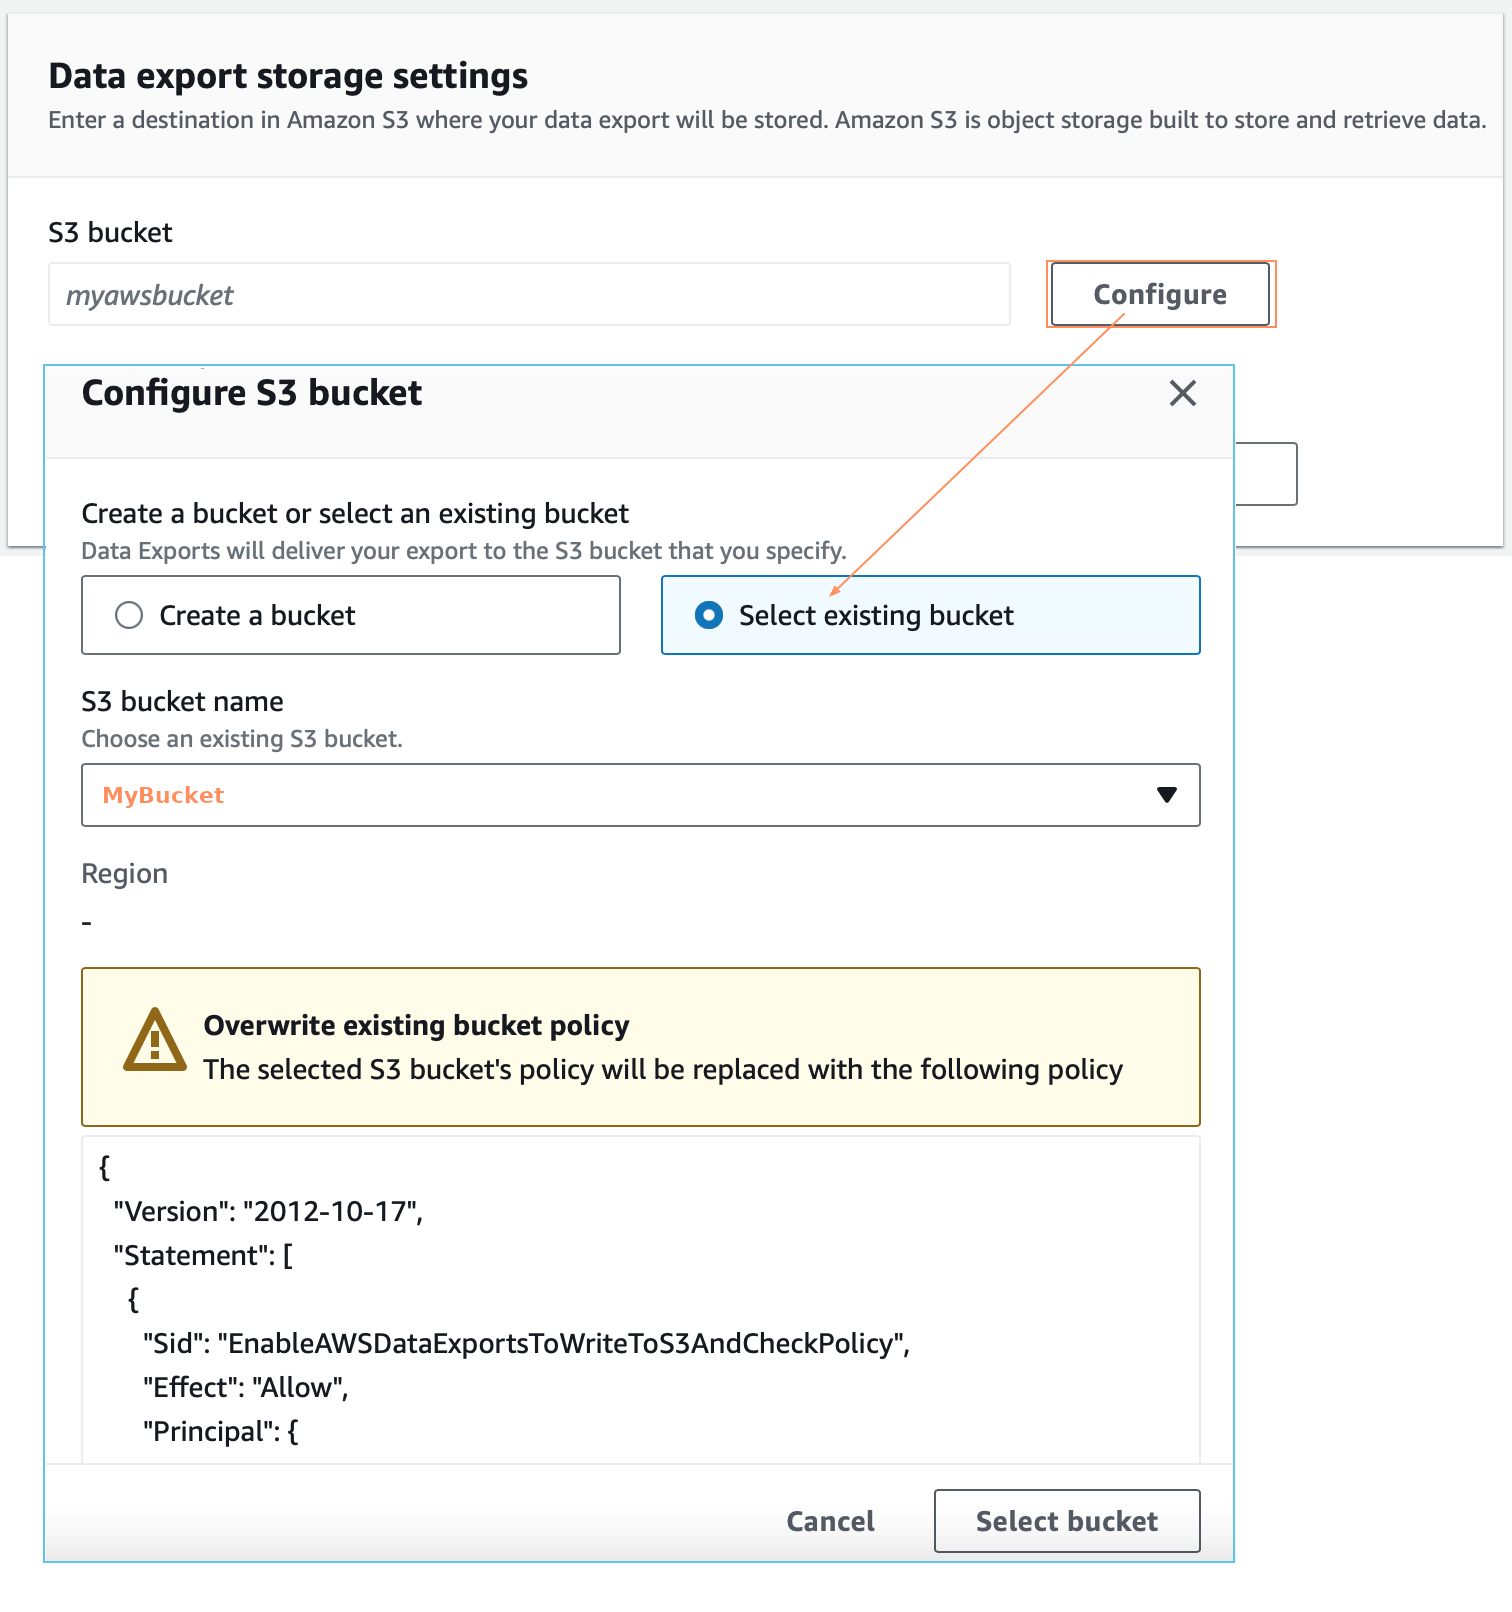 Data export storage settings
Enter a destination in Amazon S3 where your data export will be stored. Amazon S3 is object storage built to store and retrieve data.
S3 bucket
myawsbucket
Configure
Configure S3 bucket
Create a bucket or select an existing bucket
Data Exports will deliver your export to the S3 bucket that you specify.
Create a bucket
Select existing bucket
S3 bucket name
Choose an existing S3 bucket.
MyBucket
Region
-
Overwrite existing bucket policy
The selected S3 bucket's policy will be replaced with the following policy
{
"Version": "2012-10-17",
"Statement": [
{
"Sid": "EnableAWSDataExportsToWriteToS3AndCheckPolicy",
"Effect": "Allow",
"Principal": {
Cancel
Select bucket